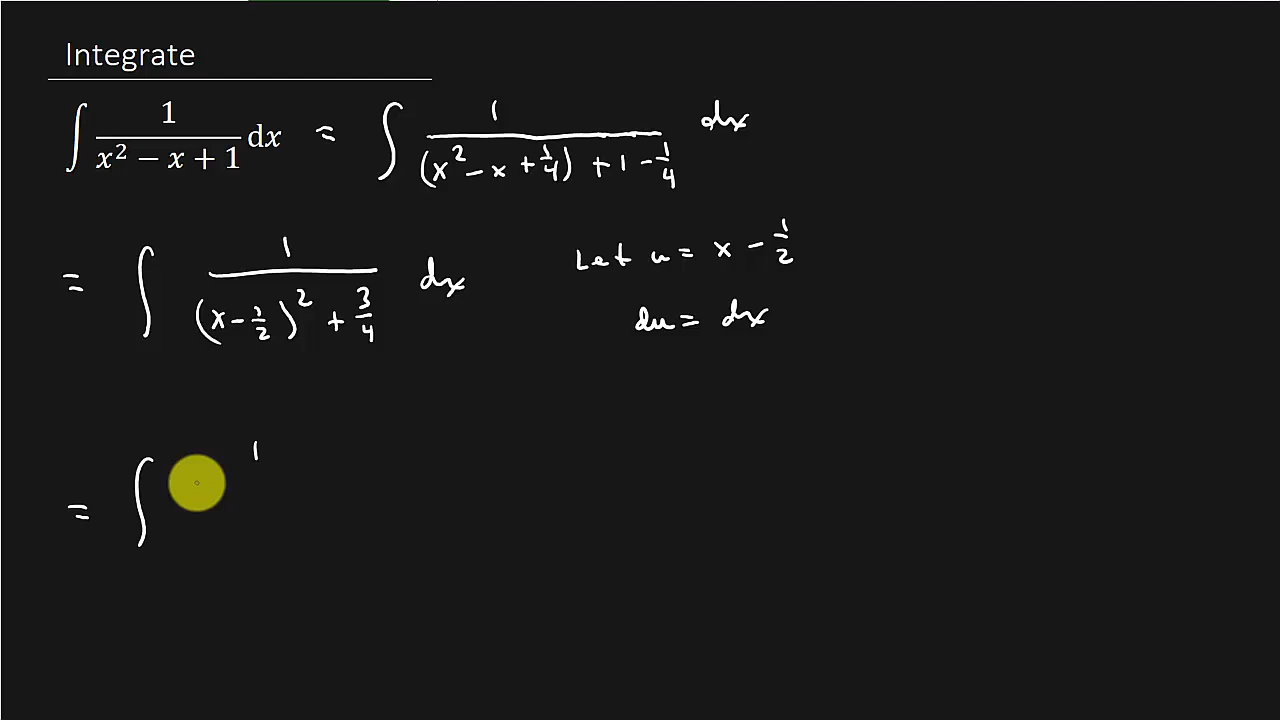 Integrate
∫ 1/(x² − x + 1) dx = ∫ 1/((x² − x + 1/4) + 1 − 1/4) dx
= ∫ 1/((x − 1/2)² + 3/4) dx
Let u = x − 1/2
du = dx
= ∫ 1